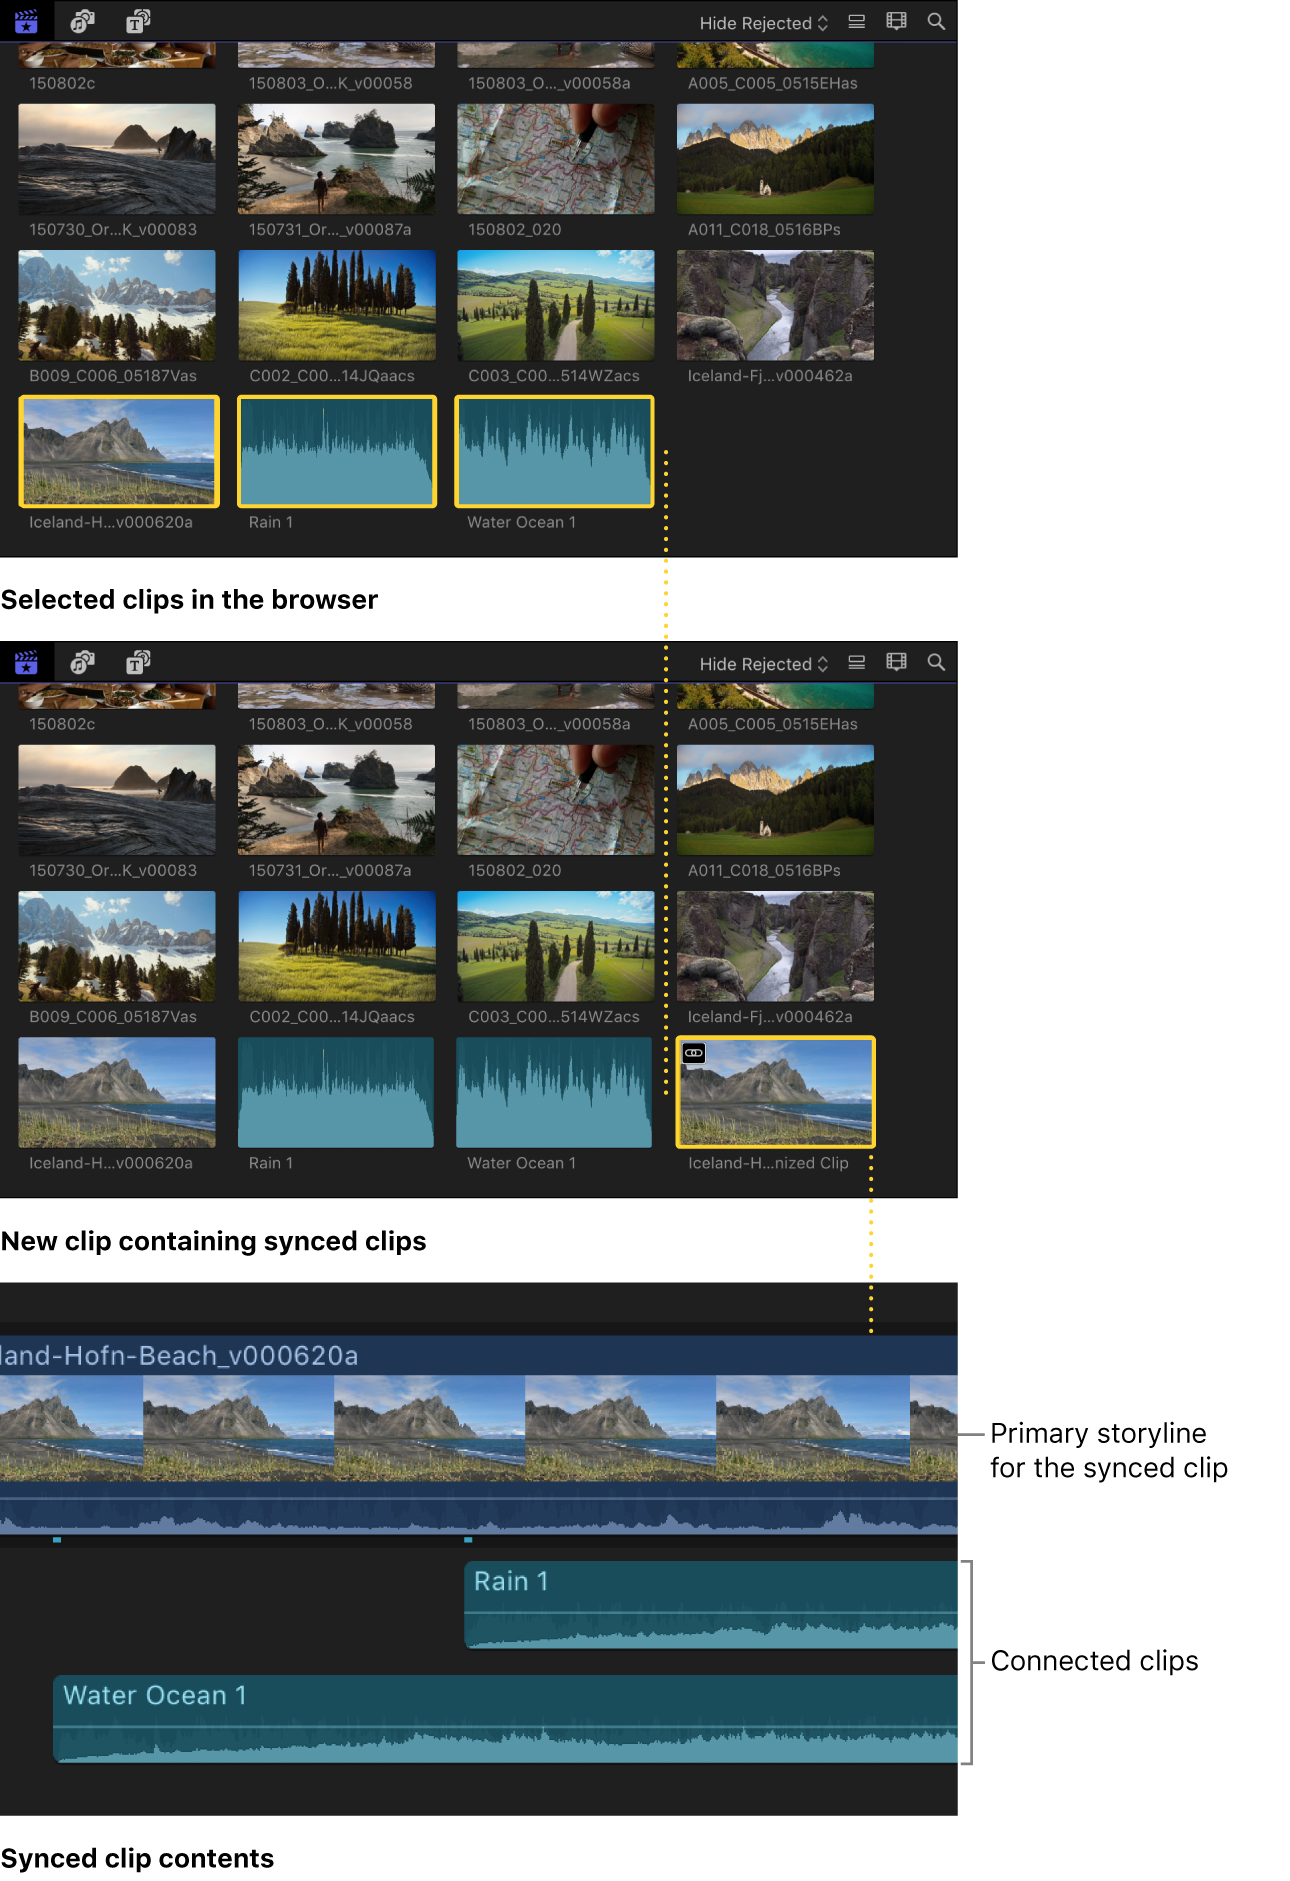 Hide Rejected
150802c
150803_O...K_v00058
150803_O..._v00058a
A005_C005_0515EHas
150730_Or...K_v00083
150731_Or..._v00087a
150802_020
A011_C018_0516BPs
B009_C006_05187Vas
C002_C00...14JQaacs
C003_C00...514WZacs
Iceland-Fj...v000462a
Iceland-H...v000620a
Rain 1
Water Ocean 1
Selected clips in the browser
Hide Rejected
150802c
150803_O...K_v00058
150803_O..._v00058a
A005_C005_0515EHas
150730_Or...K_v00083
150731_Or..._v00087a
150802_020
A011_C018_0516BPs
B009_C006_05187Vas
C002_C00...14JQaacs
C003_C00...514WZacs
Iceland-Fj...v000462a
Iceland-H...v000620a
Rain 1
Water Ocean 1
Iceland-H...nized Clip
New clip containing synced clips
land-Hofn-Beach_v000620a
Primary storyline
for the synced clip
Rain 1
Connected clips
Water Ocean 1
Synced clip contents